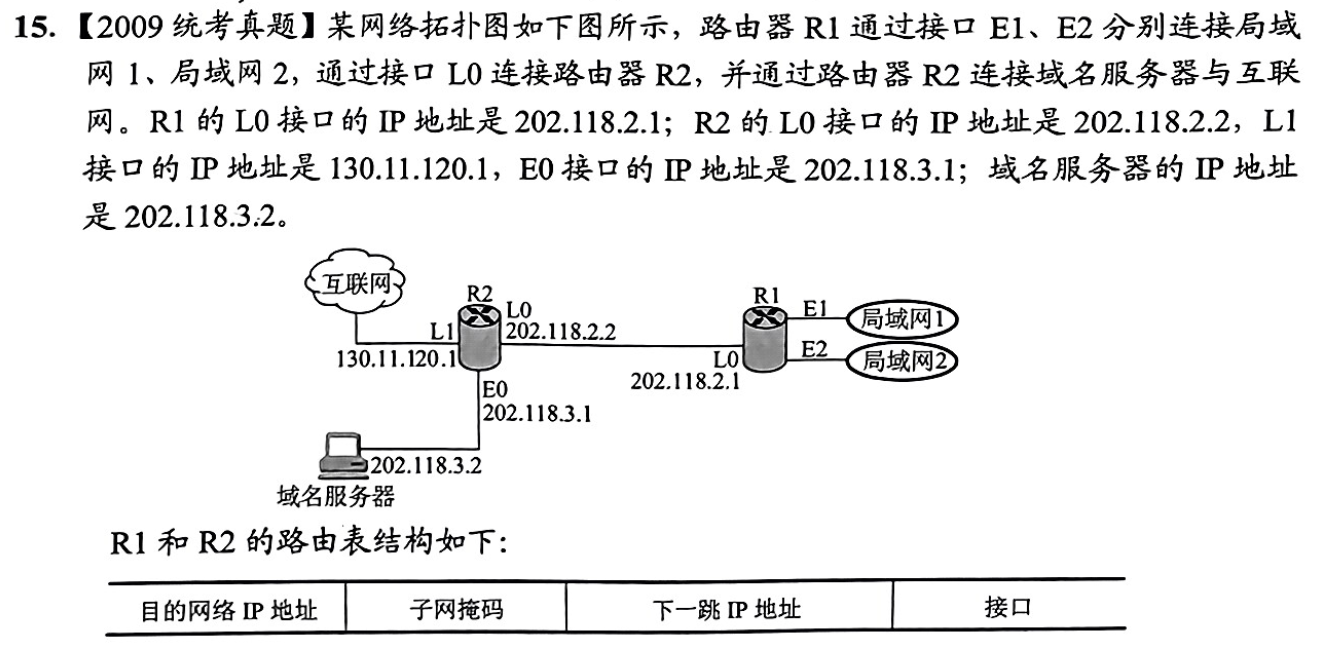 15.【2009 统考真题】某网络拓扑图如下图所示，路由器 R1 通过接口 E1、E2 分别连接局域
网 1、局域网 2，通过接口 L0 连接路由器 R2，并通过路由器 R2 连接域名服务器与互联
网。R1 的 L0 接口的 IP 地址是 202.118.2.1；R2 的 L0 接口的 IP 地址是 202.118.2.2，L1
接口的 IP 地址是 130.11.120.1，E0 接口的 IP 地址是 202.118.3.1；域名服务器的 IP 地址
是 202.118.3.2。
互联网
R2
L0
202.118.2.2
L1
130.11.120.1
E0
202.118.3.1
R1
E1
局域网1
E2
局域网2
L0
202.118.2.1
202.118.3.2
域名服务器
R1 和 R2 的路由表结构如下：
目的网络 IP 地址 子网掩码 下一跳 IP 地址 接口